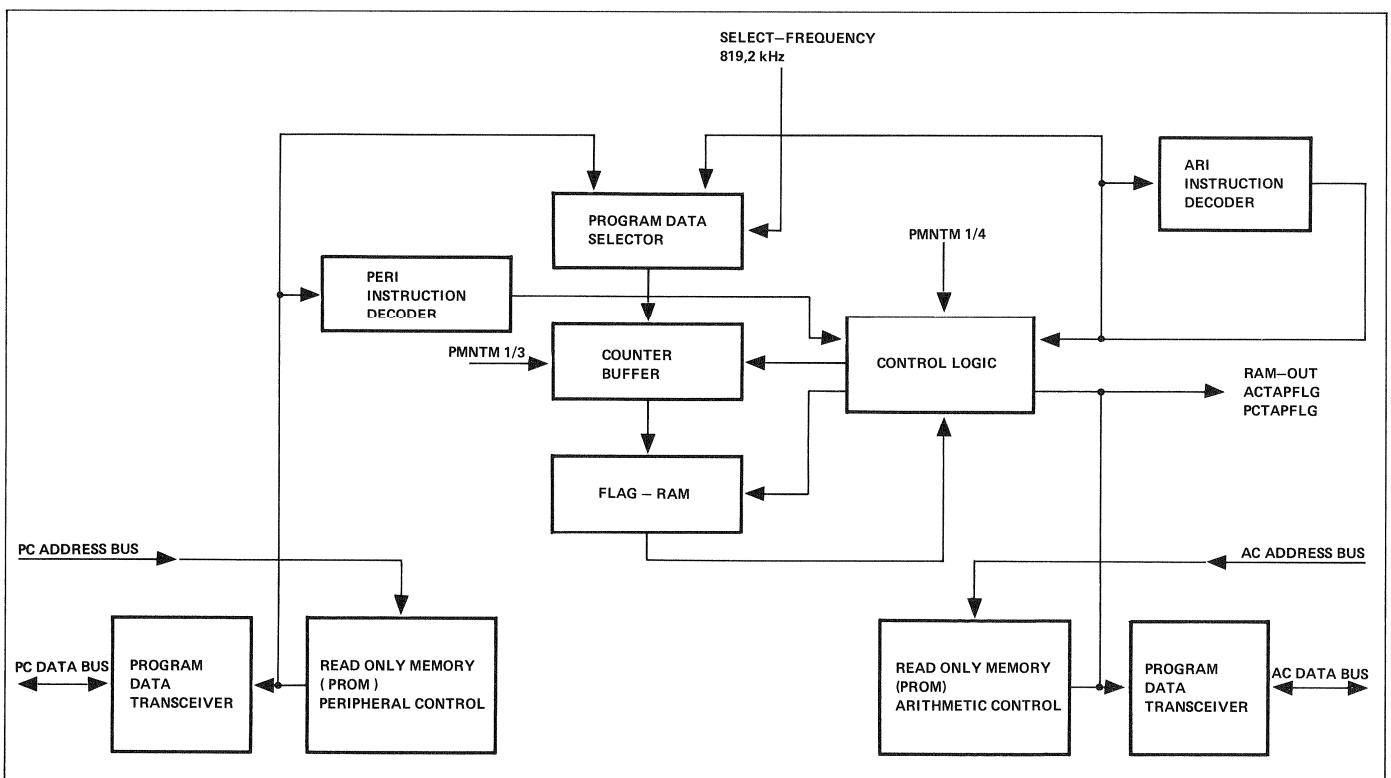 SELECT–FREQUENCY
819,2 kHz
ARI
INSTRUCTION
DECODER
PROGRAM DATA
SELECTOR
PMNTM 1/4
PERI
INSTRUCTION
DECODER
PMNTM 1/3
COUNTER
BUFFER
CONTROL LOGIC
RAM–OUT
ACTAPFLG
PCTAPFLG
FLAG – RAM
PC ADDRESS BUS
AC ADDRESS BUS
PC DATA BUS
PROGRAM
DATA
TRANSCEIVER
READ ONLY MEMORY
( PROM )
PERIPHERAL CONTROL
READ ONLY MEMORY
(PROM)
ARITHMETIC CONTROL
PROGRAM
DATA
TRANSCEIVER
AC DATA BUS